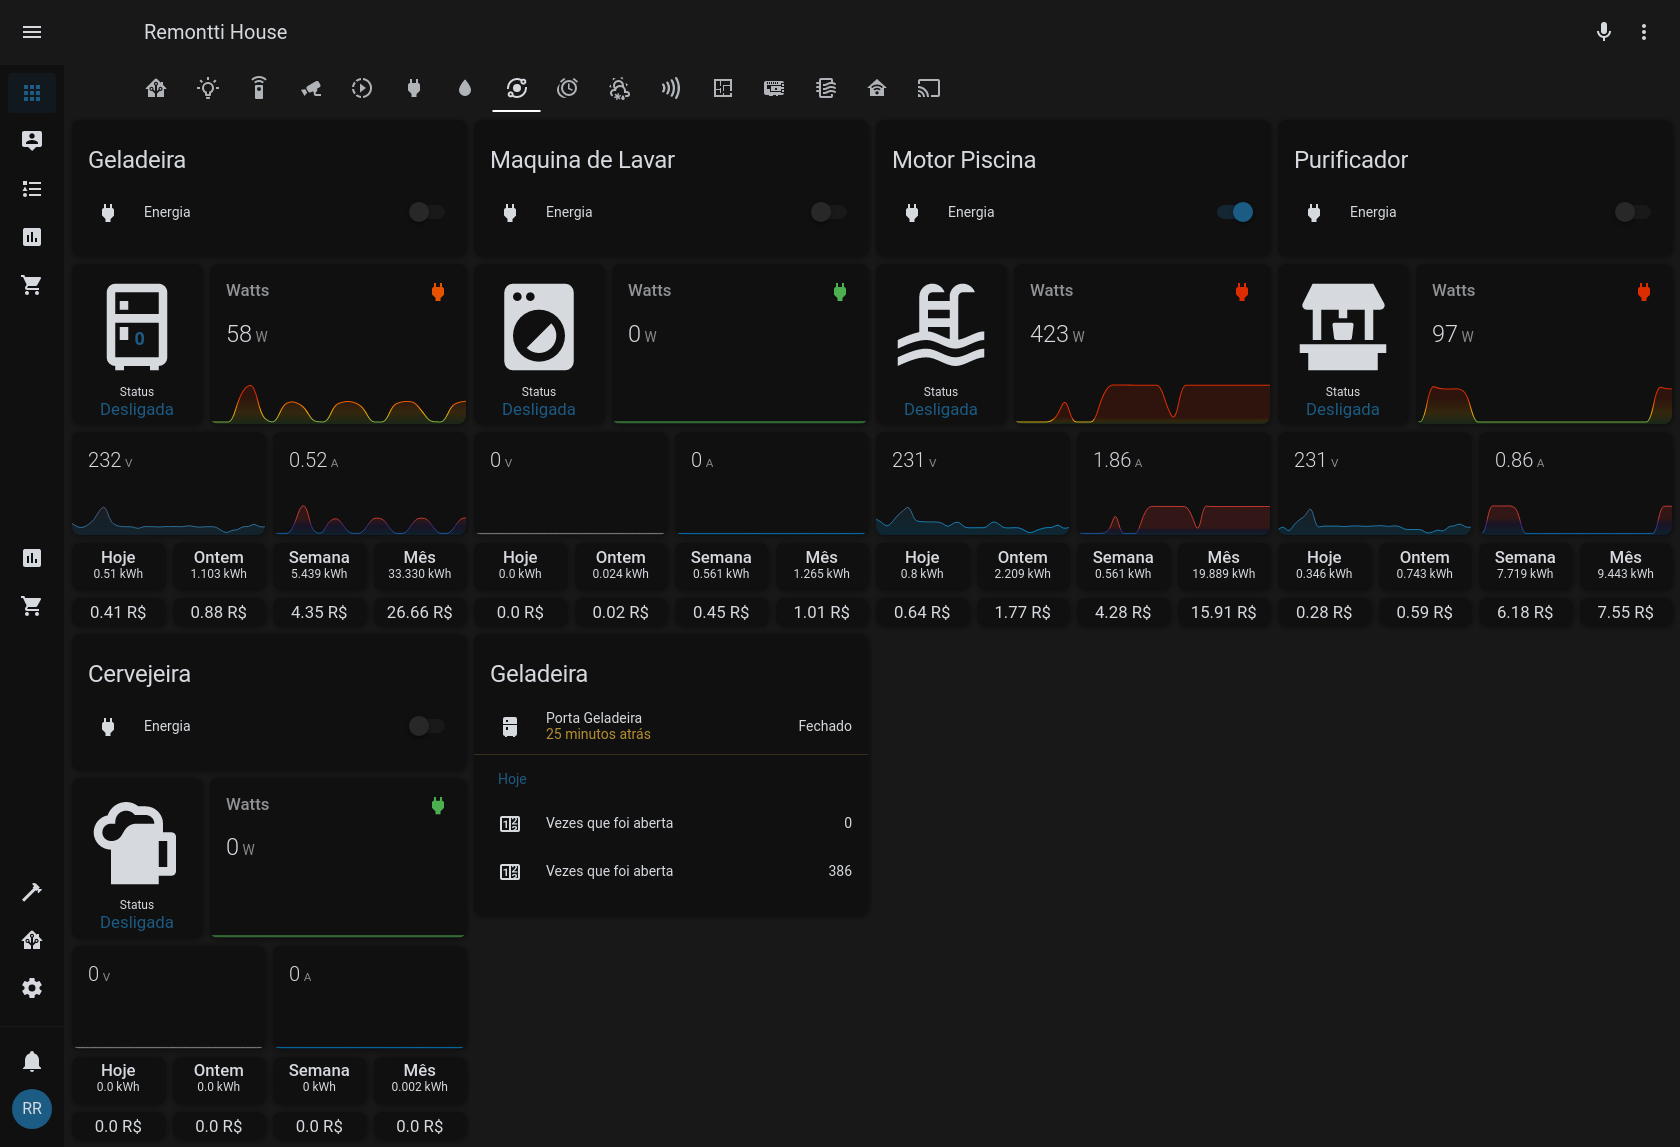 Remontti House
Geladeira
Energia
0
Status
Desligada
Watts
58 W
232 V
0.52 A
Hoje
0.51 kWh
Ontem
1.103 kWh
Semana
5.439 kWh
Mês
33.330 kWh
0.41 R$
0.88 R$
4.35 R$
26.66 R$
Maquina de Lavar
Energia
Status
Desligada
Watts
0 W
0 V
0 A
Hoje
0.0 kWh
Ontem
0.024 kWh
Semana
0.561 kWh
Mês
1.265 kWh
0.0 R$
0.02 R$
0.45 R$
1.01 R$
Motor Piscina
Energia
Status
Desligada
Watts
423 W
231 V
1.86 A
Hoje
0.8 kWh
Ontem
2.209 kWh
Semana
0.561 kWh
Mês
19.889 kWh
0.64 R$
1.77 R$
4.28 R$
15.91 R$
Purificador
Energia
Status
Desligada
Watts
97 W
231 V
0.86 A
Hoje
0.346 kWh
Ontem
0.743 kWh
Semana
7.719 kWh
Mês
9.443 kWh
0.28 R$
0.59 R$
6.18 R$
7.55 R$
Cervejeira
Energia
Status
Desligada
Watts
0 W
0 V
0 A
Hoje
0.0 kWh
Ontem
0.0 kWh
Semana
0 kWh
Mês
0.002 kWh
0.0 R$
0.0 R$
0.0 R$
0.0 R$
Geladeira
Porta Geladeira
25 minutos atrás
Fechado
Hoje
Vezes que foi aberta 0
Vezes que foi aberta 386
RR